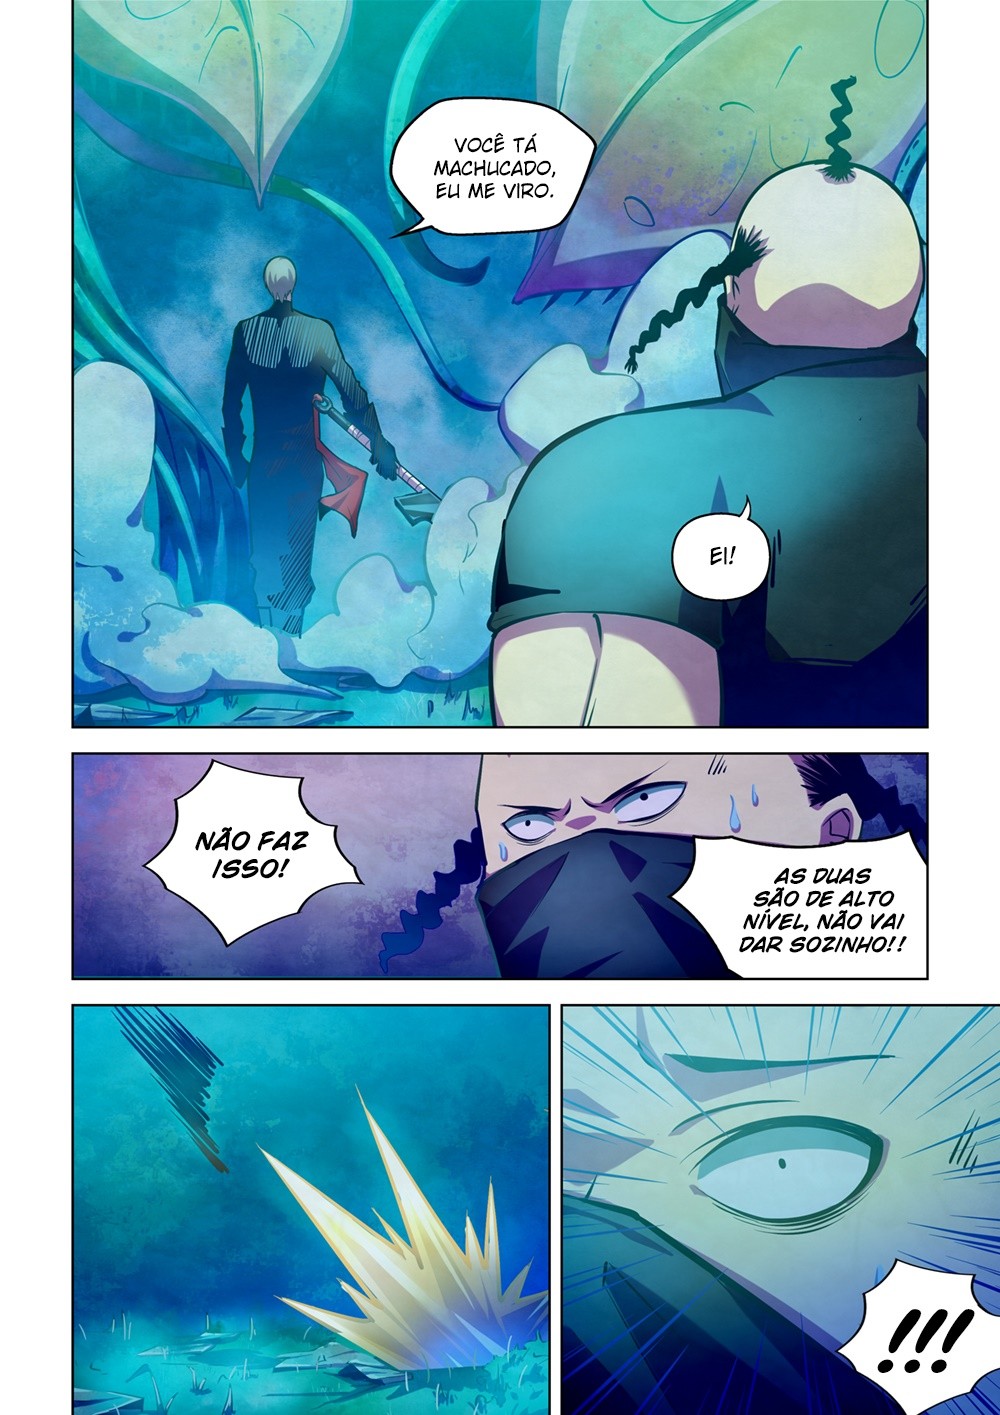 VOCÊ TÁ
MACHUCADO,
EU ME VIRO.
EI!
NÃO FAZ
ISSO!
AS DUAS
SÃO DE ALTO
NÍVEL, NÃO VAI
DAR SOZINHO!!
!!!